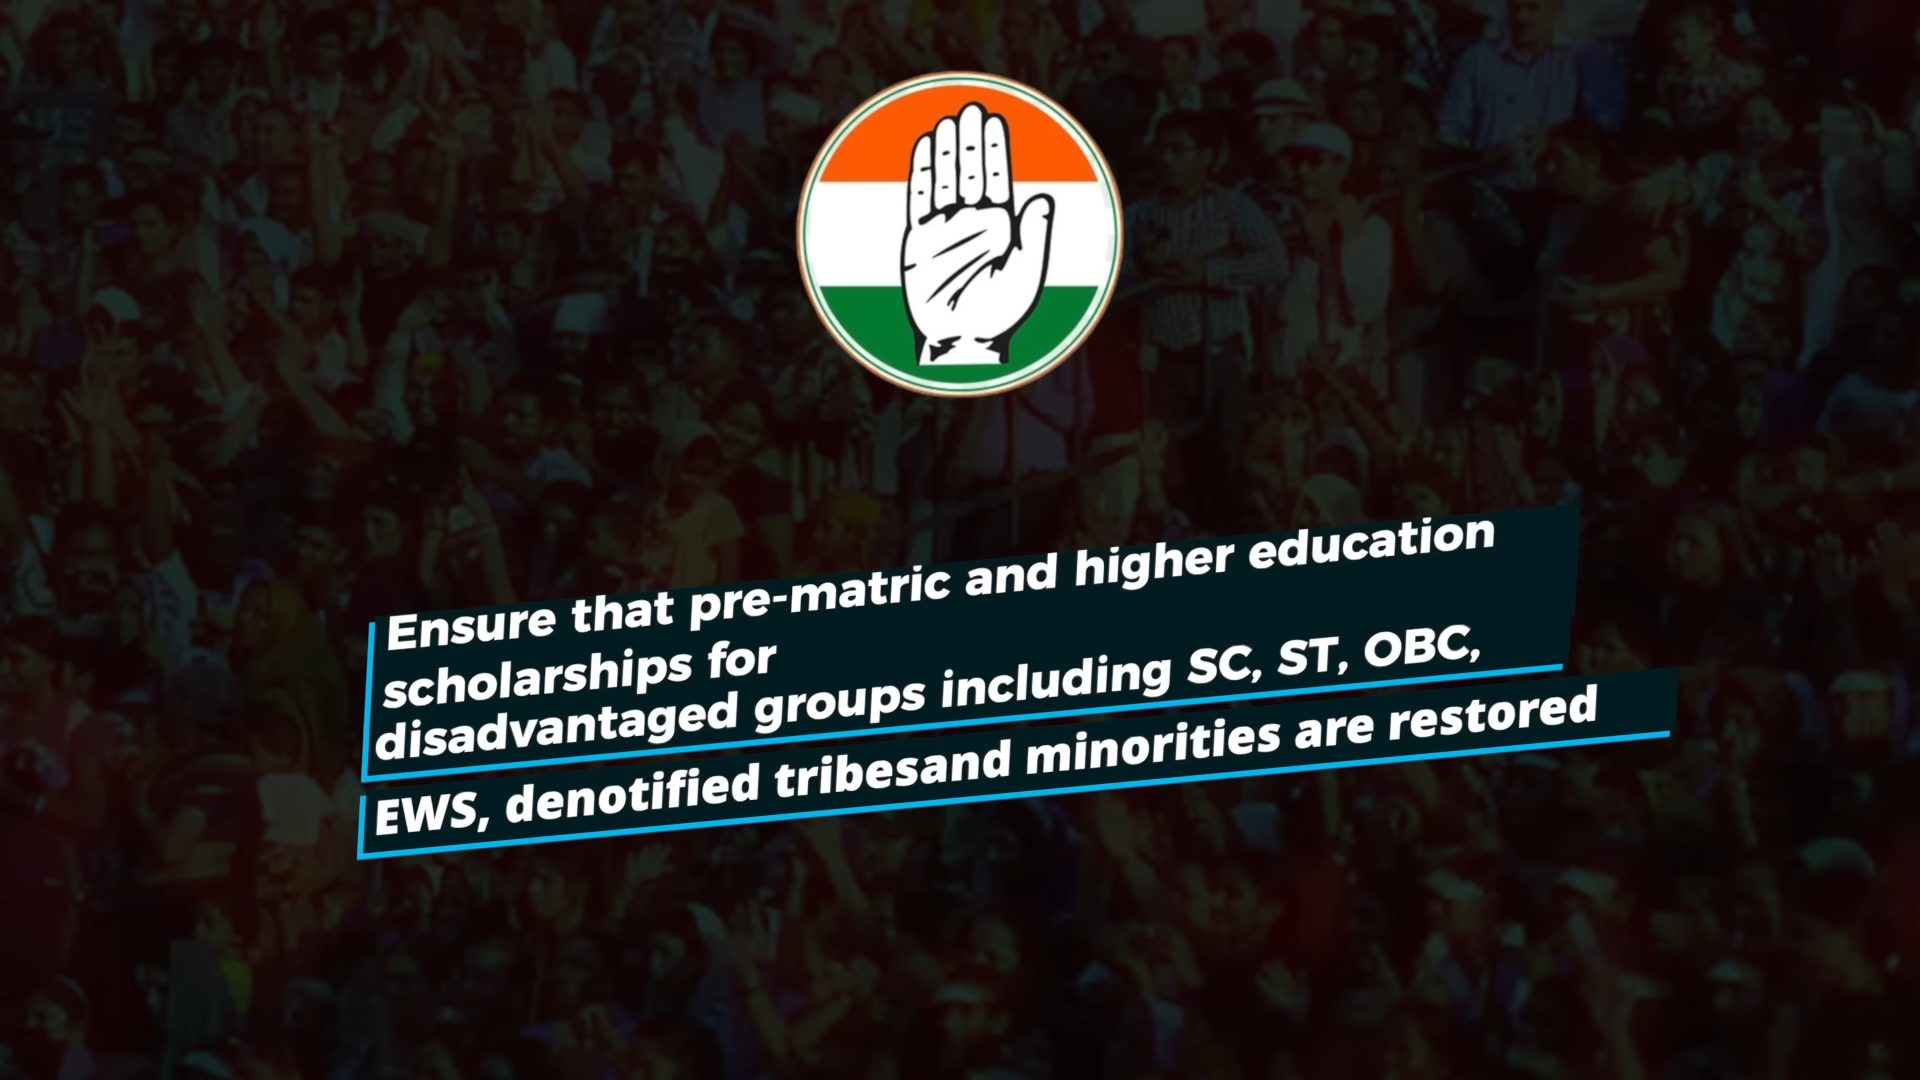 Ensure that pre-matric and higher education
scholarships for
disadvantaged groups including SC, ST, OBC,
EWS, denotified tribesand minorities are restored